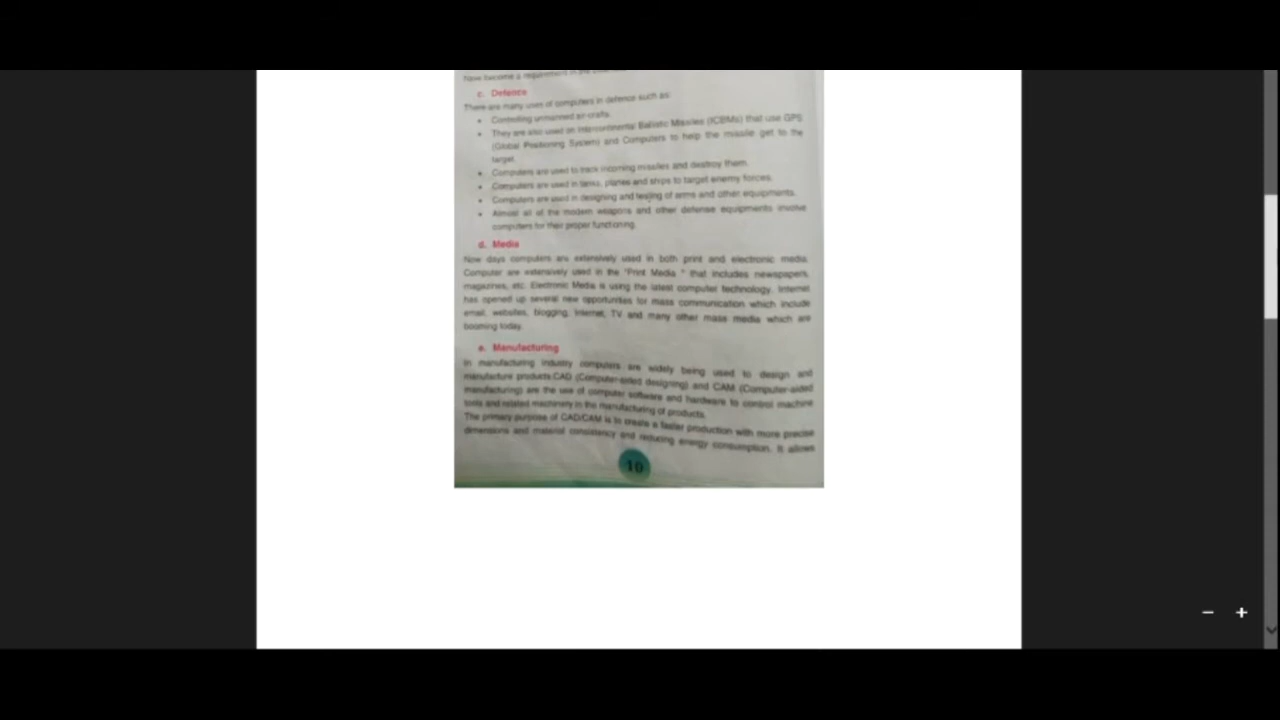 Now become a requirement in the
c. Defence
There are many uses of computers in defence such as:
• Controlling unmanned air-crafts.
• They are also used on Intercontinental Ballistic Missiles (ICBMs) that use GPS
(Global Positioning System) and Computers to help the missile get to the
target.
• Computers are used to track incoming missiles and destroy them.
• Computers are used in tanks, planes and ships to target enemy forces.
• Computers are used in designing and testing of arms and other equipments.
• Almost all of the modern weapons and other defense equipments involve
computers for their proper functioning.
d. Media
Now days computers are extensively used in both print and electronic media.
Computer are extensively used in the "Print Media " that includes newspapers,
magazines, etc. Electronic Media is using the latest computer technology. Internet
has opened up several new opportunities for mass communication which include
email, websites, blogging, Internet, TV and many other mass media which are
booming today.
e. Manufacturing
In manufacturing industry computers are widely being used to design and
manufacture products.CAD (Computer-aided designing) and CAM (Computer-aided
manufacturing) are the use of computer software and hardware to control machine
tools and related machinery in the manufacturing of products.
The primary purpose of CAD/CAM is to create a faster production with more precise
dimensions and material consistency and reducing energy consumption. It allows
10